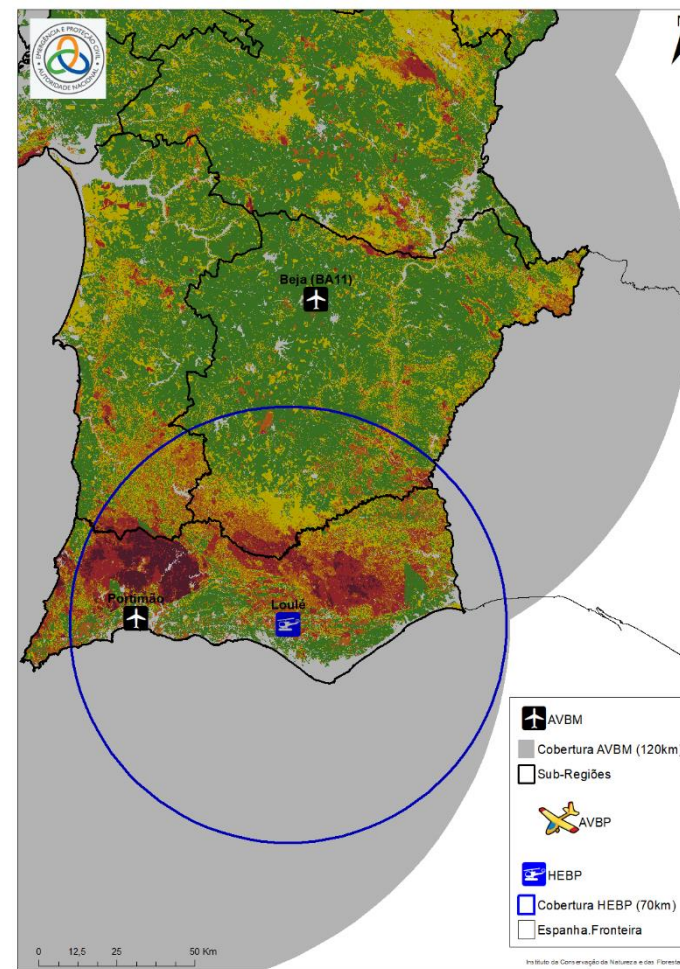 EMERGÊNCIA E PROTEÇÃO CIVIL
AUTORIDADE NACIONAL
Beja (BA11)
Portimão
Loulé
AVBM
Cobertura AVBM (120km)
Sub-Regiões
AVBP
HEBP
Cobertura HEBP (70km)
Espanha.Fronteira
0 12,5 25 50 Km
Instituto da Conservação da Natureza e das Floresta